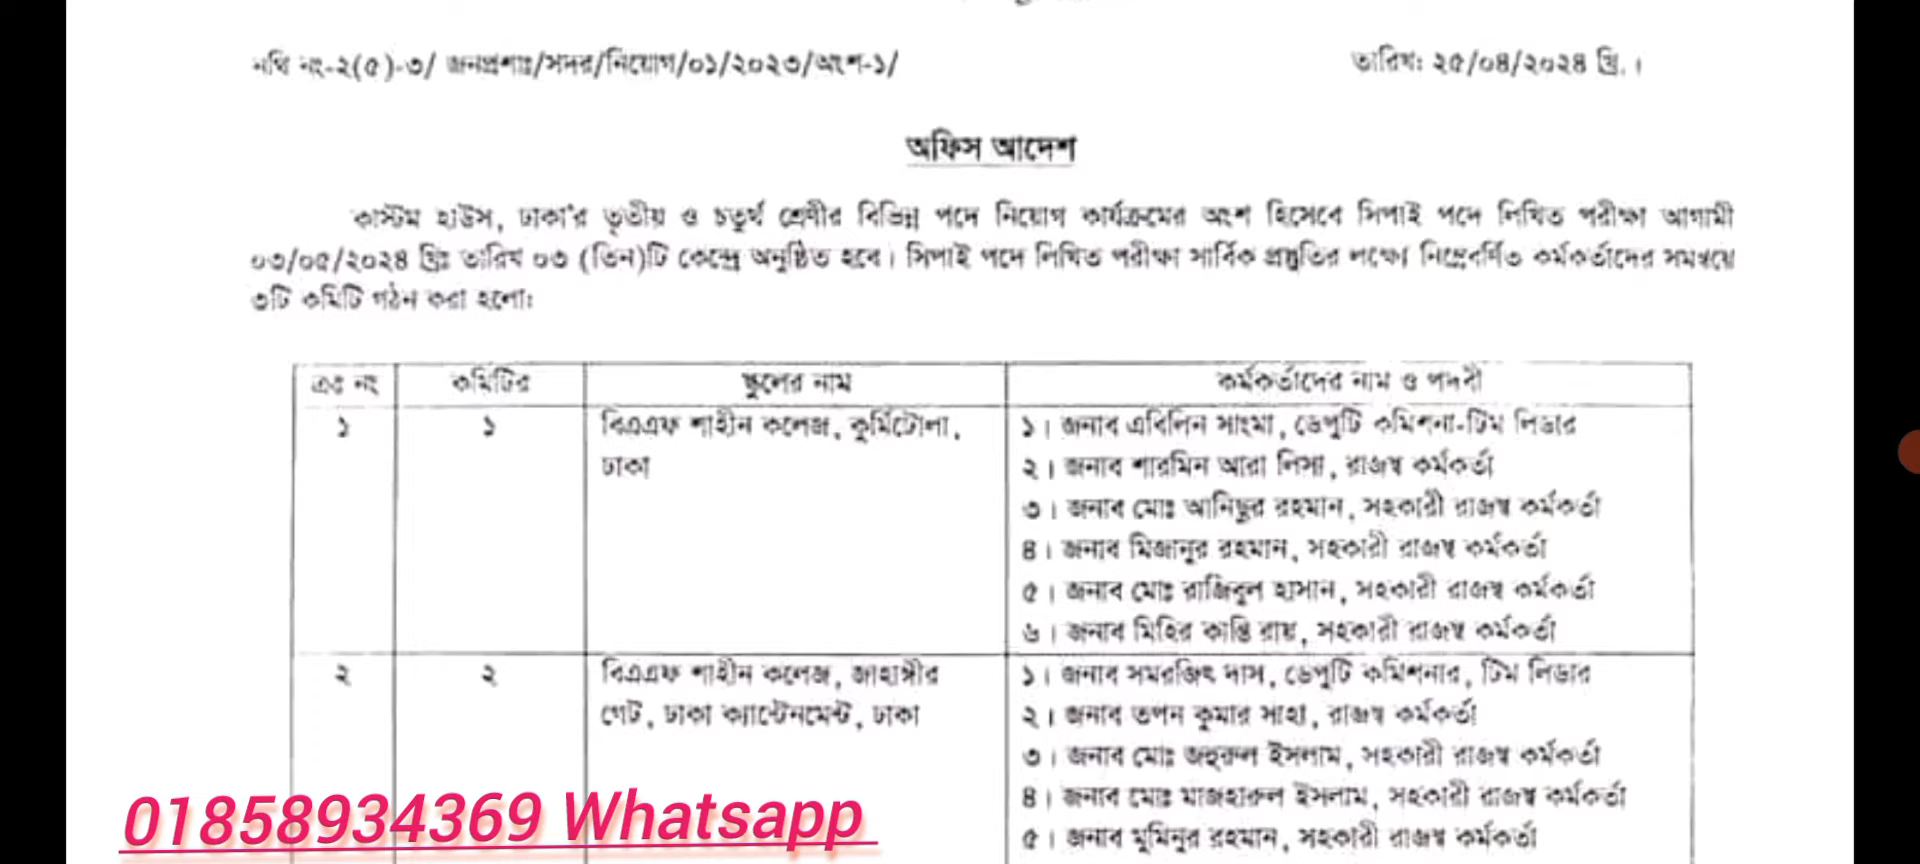 নথি নং-২(৫)-৩/ জনপ্রশাঃ/সদর/নিয়োগ/০১/২০২৩/অংশ-১/ তারিখঃ ২৫/০৪/২০২৪ খ্রি. ।
অফিস আদেশ
কাস্টম হাউস, ঢাকা'র তৃতীয় ও চতুর্থ শ্রেণীর বিভিন্ন পদে নিয়োগ কার্যক্রমের অংশ হিসেবে সিপাই পদে লিখিত পরীক্ষা আগামী
০৩/০৫/২০২৪ খ্রিঃ তারিখ ০৩ (তিন)টি কেন্দ্রে অনুষ্ঠিত হবে। সিপাই পদে লিখিত পরীক্ষা সার্বিক প্রস্তুতির লক্ষ্যে নিম্নেবর্ণিত কর্মকর্তাদের সমন্বয়ে
৩টি কমিটি গঠন করা হলোঃ
ক্রঃ নং কমিটির স্কুলের নাম কর্মকর্তাদের নাম ও পদবী
১ ১ বিএএফ শাহীন কলেজ, কুর্মিটোলা, ১। জনাব এবিলিন সাংমা, ডেপুটি কমিশনা-টিম লিডার
ঢাকা ২। জনাব শারমিন আরা লিসা, রাজস্ব কর্মকর্তা
৩। জনাব মোঃ আনিছুর রহমান, সহকারী রাজস্ব কর্মকর্তা
৪। জনাব মিজানুর রহমান, সহকারী রাজস্ব কর্মকর্তা
৫। জনাব মোঃ রাজিবুল হাসান, সহকারী রাজস্ব কর্মকর্তা
৬। জনাব মিহির কান্তি রায়, সহকারী রাজস্ব কর্মকর্তা
২ ২ বিএএফ শাহীন কলেজ, জাহাঙ্গীর ১। জনাব সমরজিৎ দাস, ডেপুটি কমিশনার, টিম লিডার
গেট, ঢাকা ক্যান্টেনমেন্ট, ঢাকা ২। জনাব তপন কুমার সাহা, রাজস্ব কর্মকর্তা
৩। জনাব মোঃ জহুরুল ইসলাম, সহকারী রাজস্ব কর্মকর্তা
৪। জনাব মোঃ মাজহারুল ইসলাম, সহকারী রাজস্ব কর্মকর্তা
৫। জনাব মুমিনুর রহমান, সহকারী রাজস্ব কর্মকর্তা
01858934369 Whatsapp